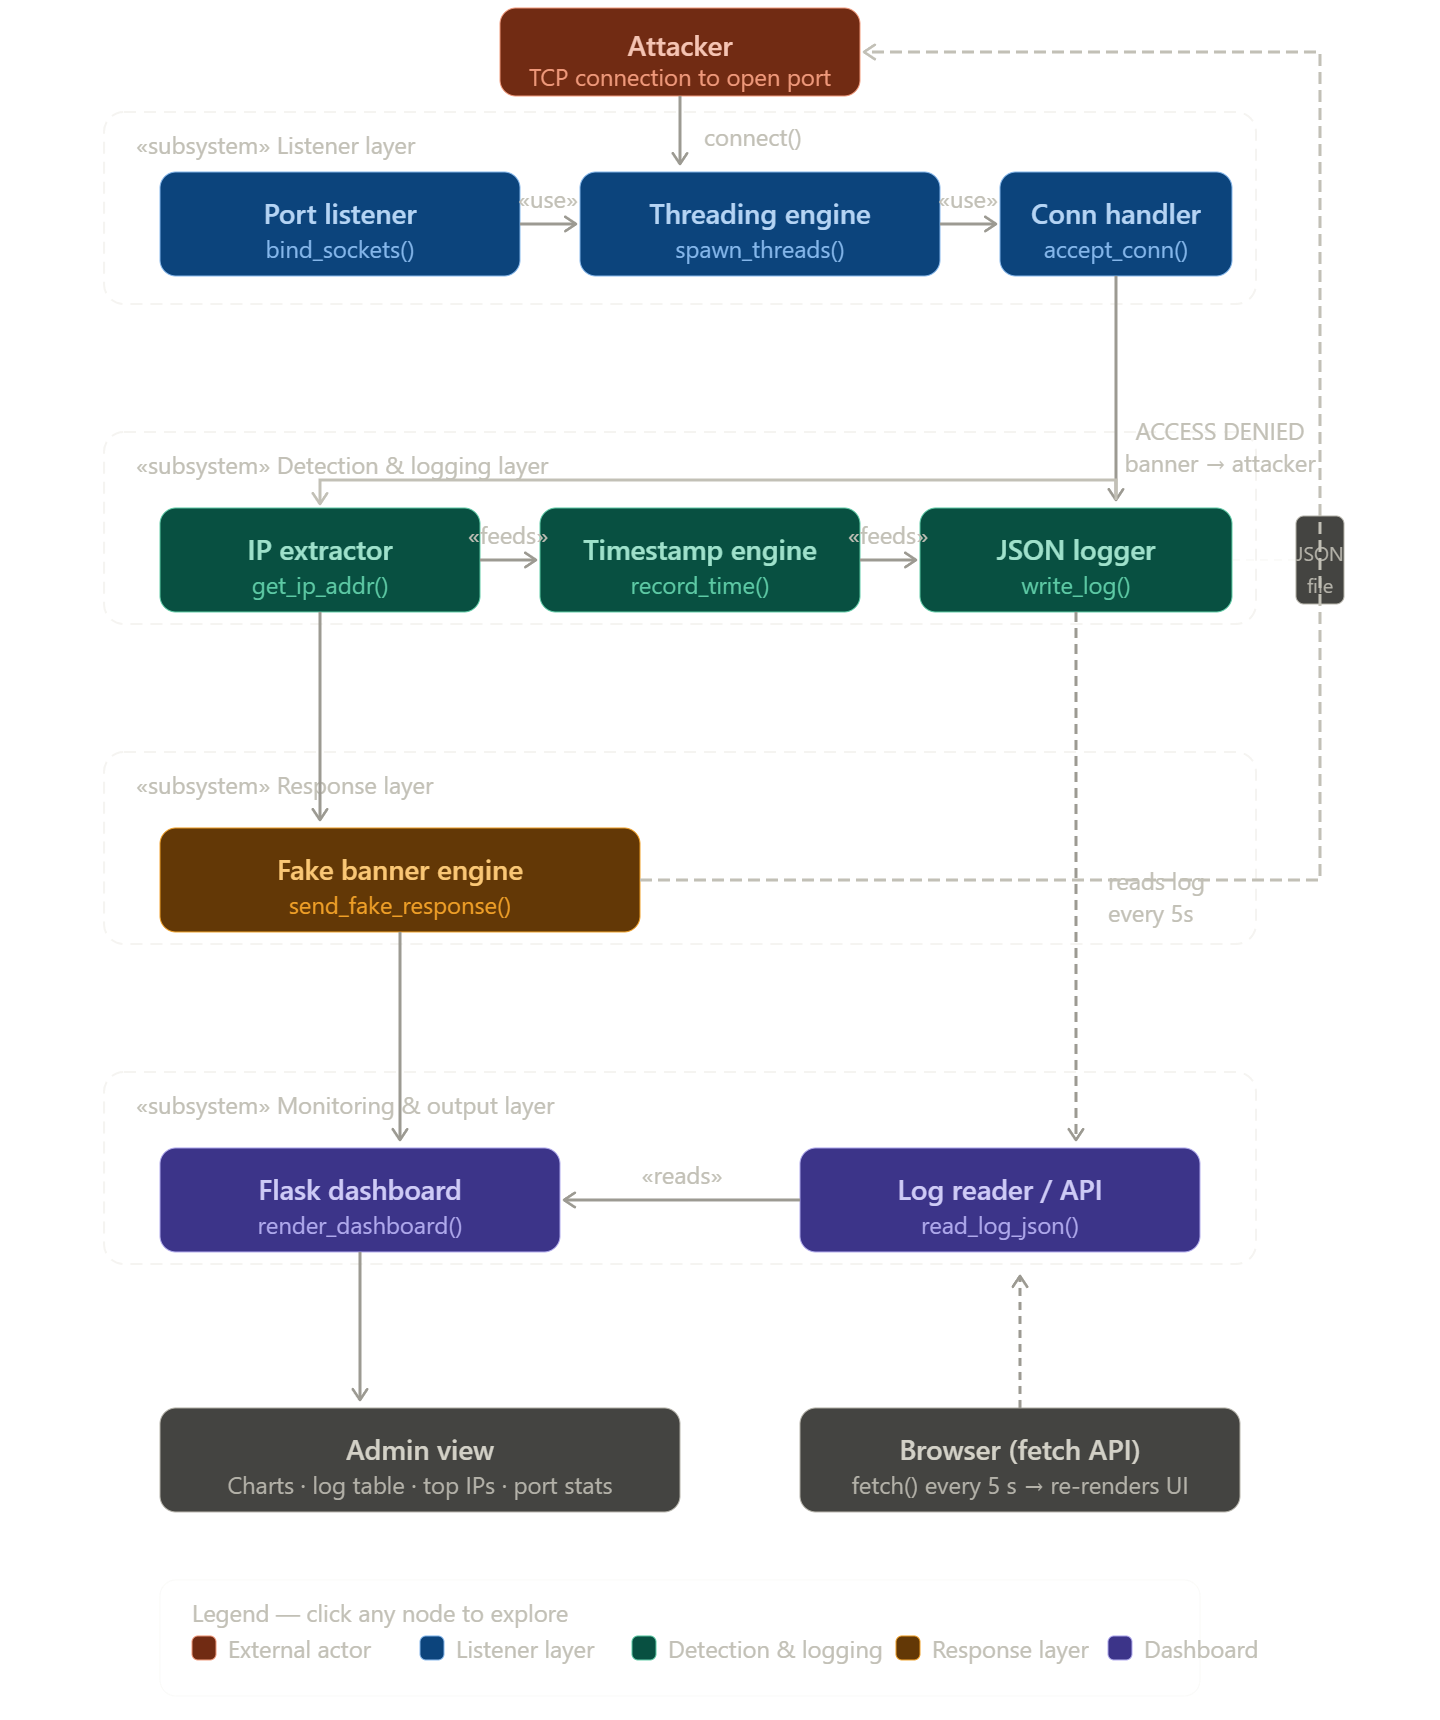 Attacker
TCP connection to open port
connect()
«subsystem» Listener layer
Port listener
bind_sockets()
«use»
Threading engine
spawn_threads()
«use»
Conn handler
accept_conn()
ACCESS DENIED
banner → attacker
«subsystem» Detection & logging layer
IP extractor
get_ip_addr()
«feeds»
Timestamp engine
record_time()
«feeds»
JSON logger
write_log()
JSON
file
«subsystem» Response layer
Fake banner engine
send_fake_response()
reads log
every 5s
«subsystem» Monitoring & output layer
Flask dashboard
render_dashboard()
«reads»
Log reader / API
read_log_json()
Admin view
Charts · log table · top IPs · port stats
Browser (fetch API)
fetch() every 5 s → re-renders UI
Legend — click any node to explore
External actor
Listener layer
Detection & logging
Response layer
Dashboard